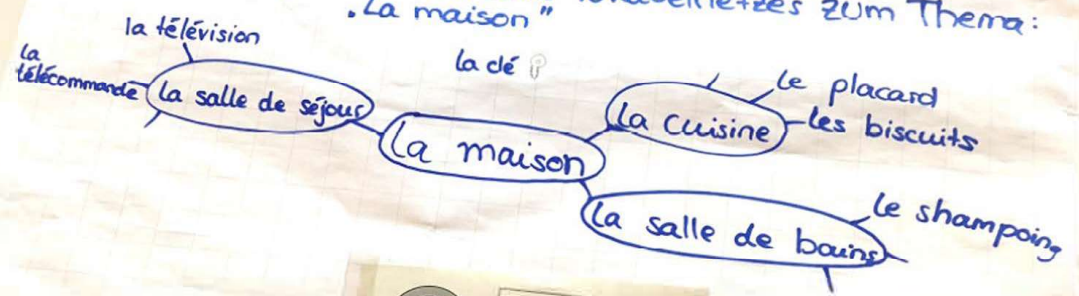 zum Thema:
"La maison"
la télévision
la
télécommande
la salle de séjour
la clé
la maison
la cuisine
le placard
les biscuits
la salle de bains
le shampoing